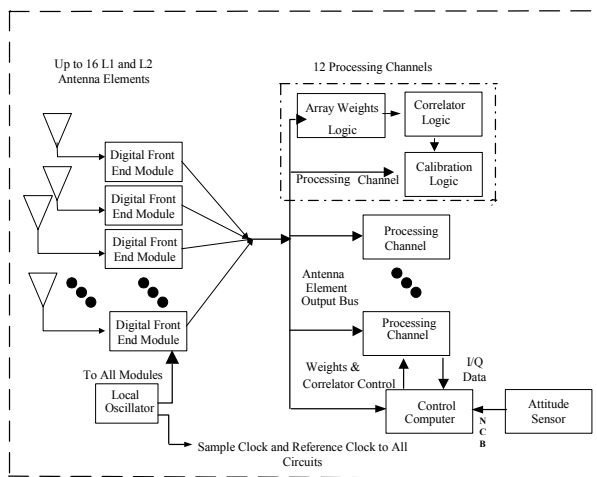 Up to 16 L1 and L2
Antenna Elements
12 Processing Channels
Array Weights
Logic
Correlator
Logic
Calibration
Logic
Processing Channel
Digital Front
End Module
Digital Front
End Module
Digital Front
End Module
Digital Front
End Module
Processing
Channel
Antenna
Element
Output Bus
Processing
Channel
To All Modules
Local
Oscillator
Weights &
Correlator Control
I/Q
Data
Control
Computer
N
C
B
Attitude
Sensor
Sample Clock and Reference Clock to All
Circuits